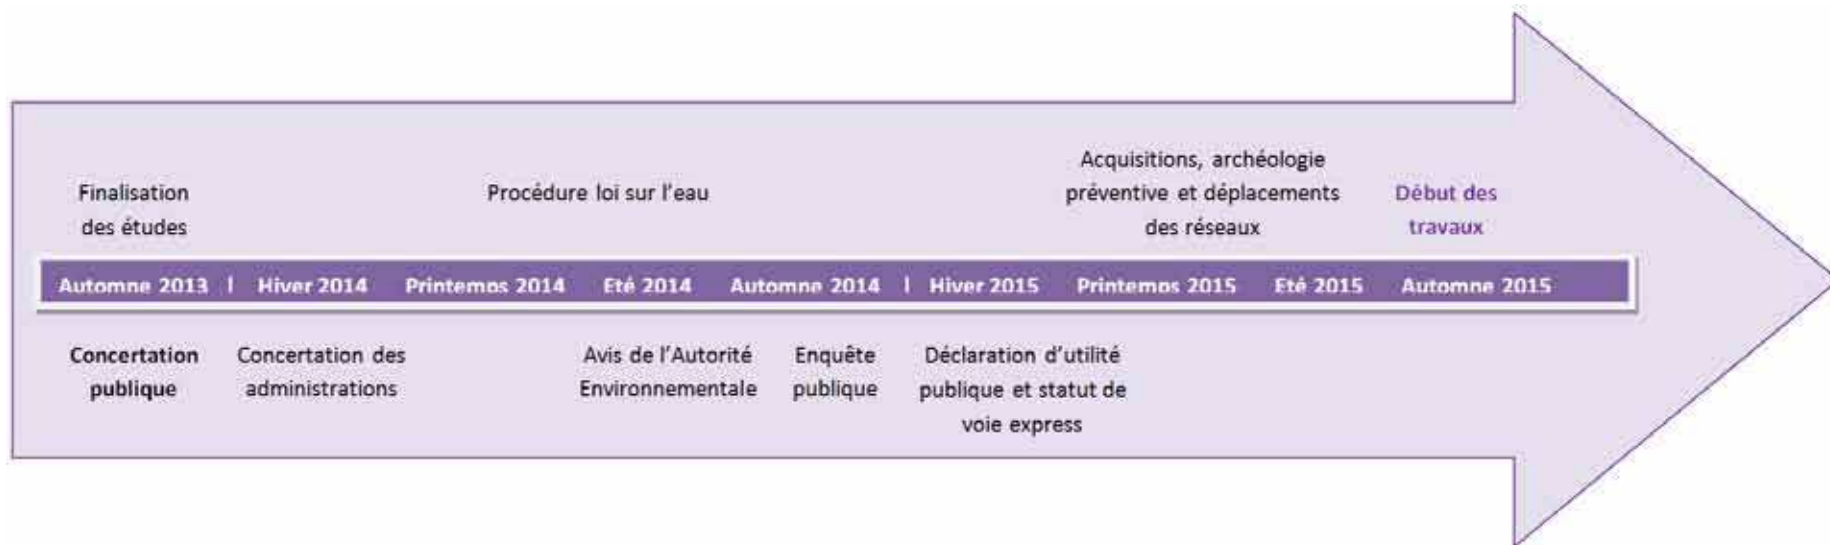 Finalisation
des études
Procédure loi sur l'eau
Acquisitions, archéologie
préventive et déplacements
des réseaux
Début des
travaux
Automne 2013 | Hiver 2014 Printemps 2014 Eté 2014 Automne 2014 | Hiver 2015 Printemps 2015 Eté 2015 Automne 2015
Concertation
publique
Concertation des
administrations
Avis de l'Autorité
Environnementale
Enquête
publique
Déclaration d'utilité
publique et statut de
voie express